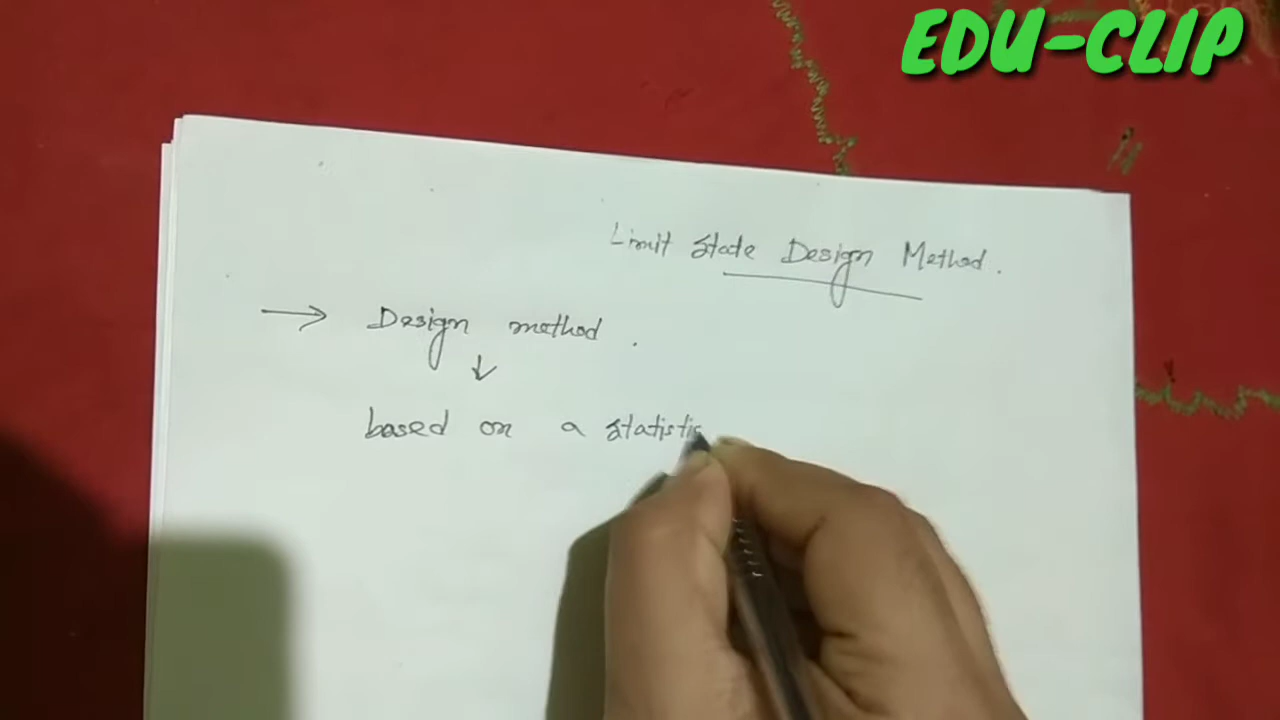 EDU-CLIP
Limit State Design Method.
→ Design method.
↓
based on a statistic